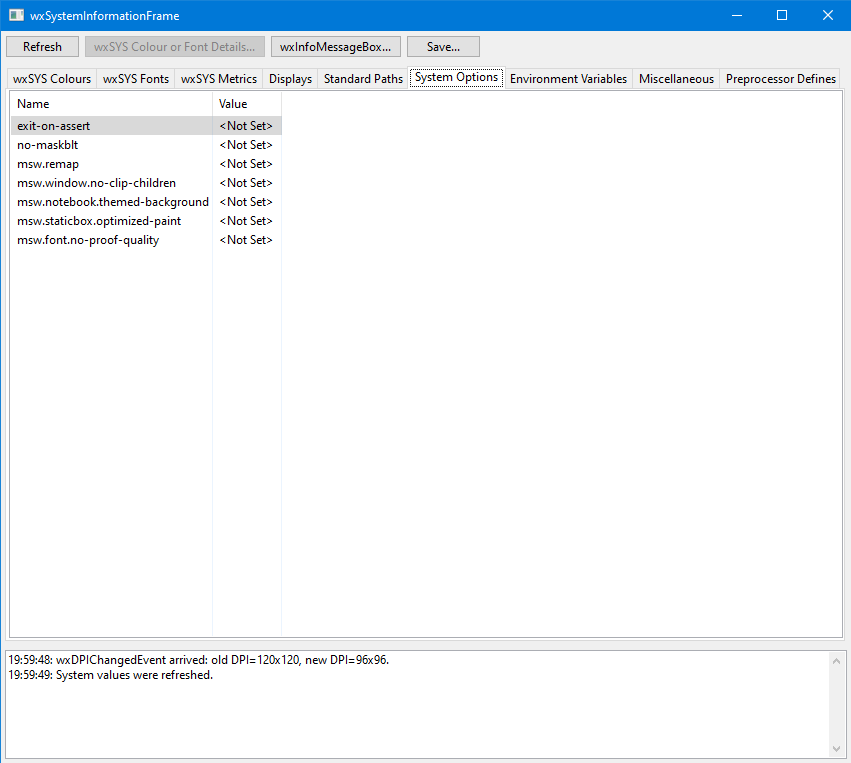 wxSystemInformationFrame
Refresh wxSYS Colour or Font Details... wxInfoMessageBox... Save...
wxSYS Colours wxSYS Fonts wxSYS Metrics Displays Standard Paths System Options Environment Variables Miscellaneous Preprocessor Defines
Name Value
exit-on-assert <Not Set>
no-maskblt <Not Set>
msw.remap <Not Set>
msw.window.no-clip-children <Not Set>
msw.notebook.themed-background <Not Set>
msw.staticbox.optimized-paint <Not Set>
msw.font.no-proof-quality <Not Set>
19:59:48: wxDPIChangedEvent arrived: old DPI=120x120, new DPI=96x96.
19:59:49: System values were refreshed.